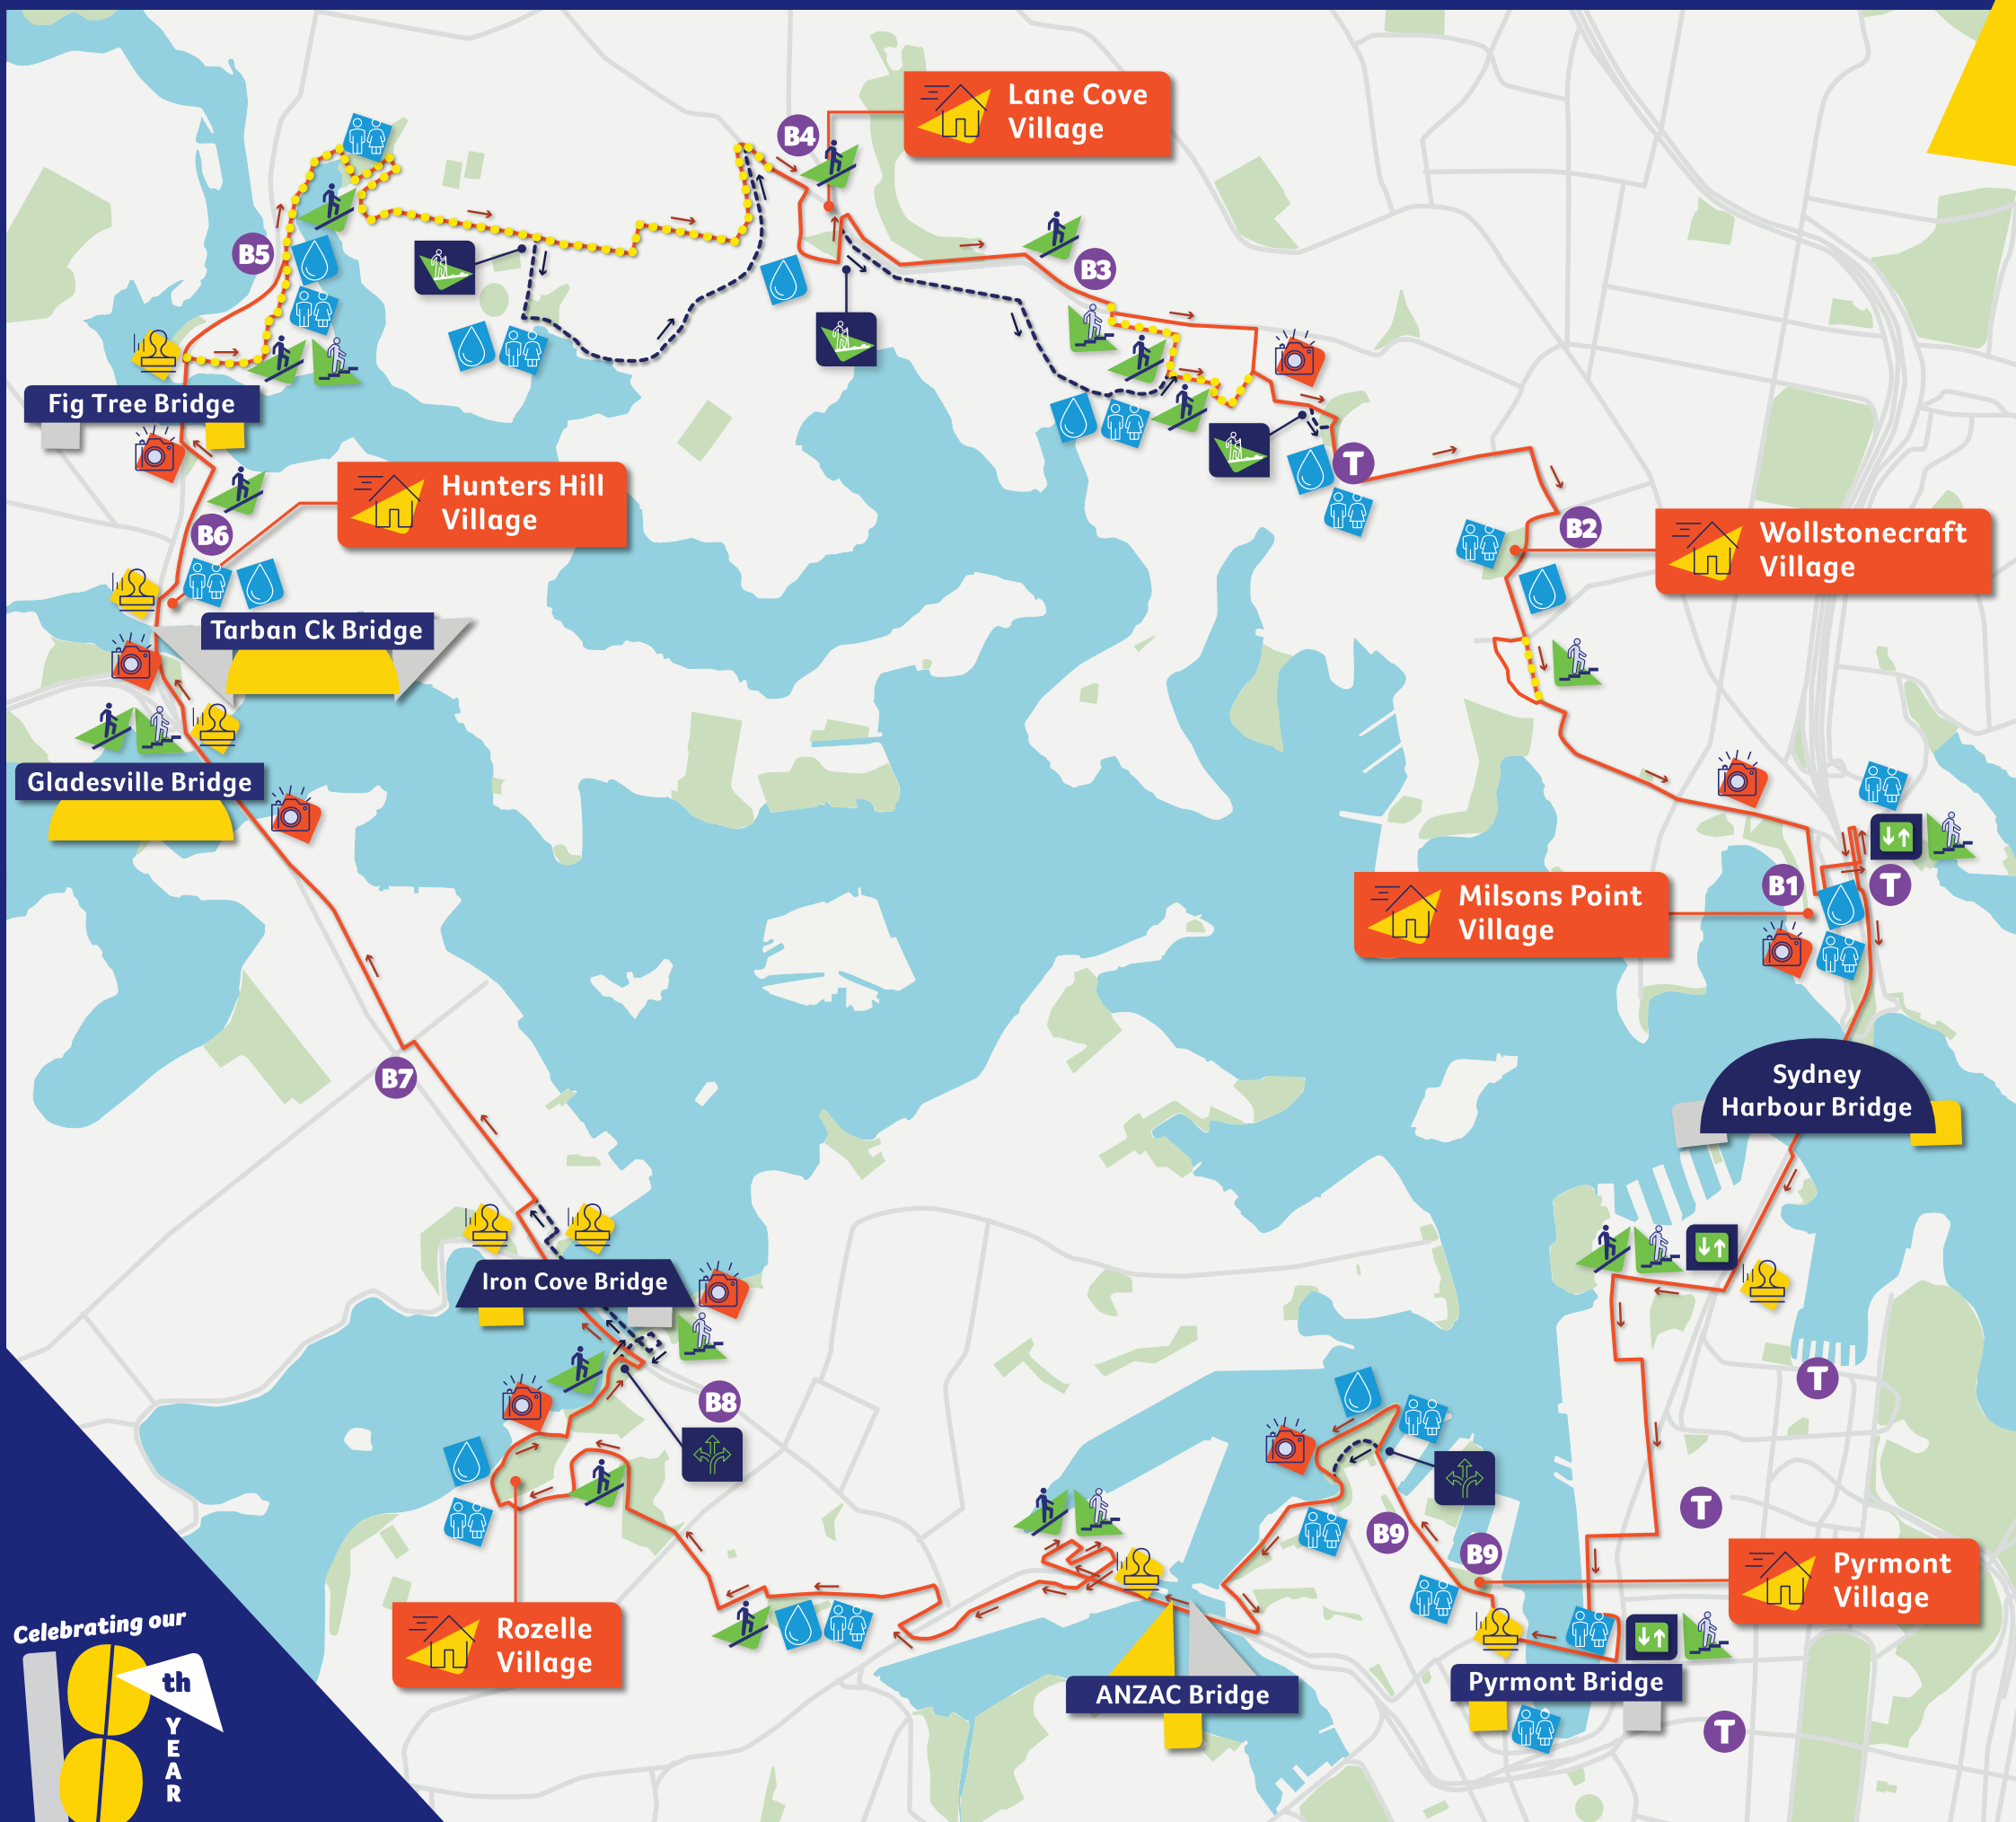 Lane Cove
Village
B4
B5
B3
Fig Tree Bridge
Hunters Hill
Village
T
B6
B2
Wollstonecraft
Village
Tarban Ck Bridge
Gladesville Bridge
Milsons Point
Village
B1
T
B7
Sydney
Harbour Bridge
Iron Cove Bridge
B8
T
T
B9
B9
Pyrmont
Village
Rozelle
Village
ANZAC Bridge
Pyrmont Bridge
T
Celebrating our
18
th
YEAR